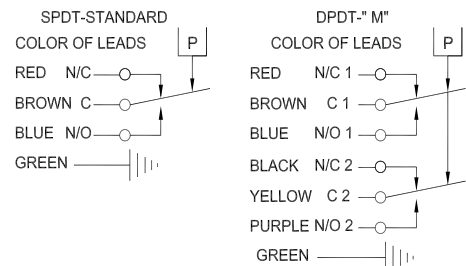 SPDT-STANDARD
COLOR OF LEADS
P
RED N/C
BROWN C
BLUE N/O
GREEN
DPDT-" M"
COLOR OF LEADS
P
RED N/C 1
BROWN C 1
BLUE N/O 1
BLACK N/C 2
YELLOW C 2
PURPLE N/O 2
GREEN